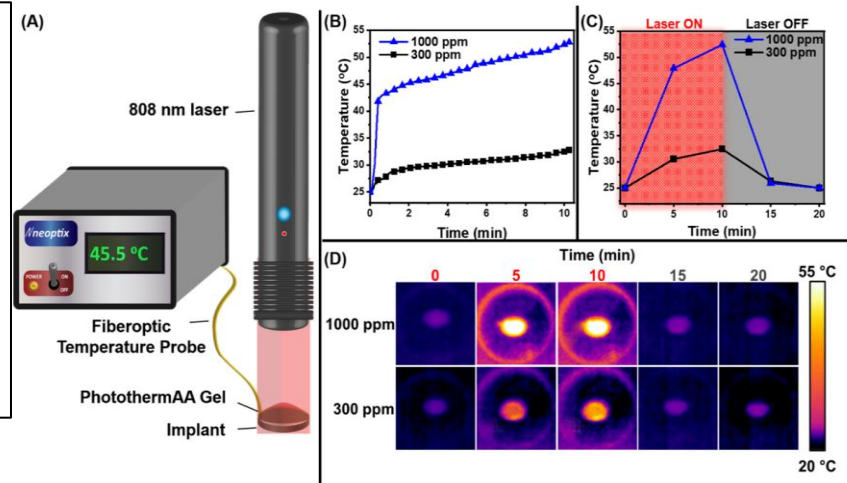 (A)
808 nm laser
Nneoptix
45.5 ºC
POWER
ON
OFF
Fiberoptic
Temperature Probe
PhotothermAA Gel
Implant
(B)
1000 ppm
300 ppm
Temperature (ºC)
55
50
45
40
35
30
25
0 2 4 6 8 10
Time (min)
(C)
Laser ON Laser OFF
1000 ppm
300 ppm
Temperature (ºC)
55
50
45
40
35
30
25
0 5 10 15 20
Time (min)
(D)
Time (min)
0 5 10 15 20
1000 ppm
300 ppm
55 ºC
20 ºC